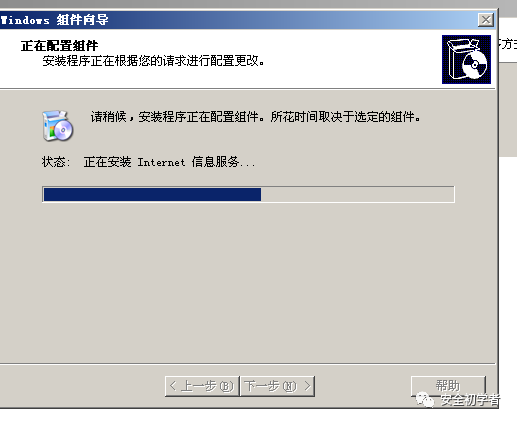 Windows 组件向导
正在配置组件
安装程序正在根据您的请求进行配置更改。
序方式
请稍候，安装程序正在配置组件。所花时间取决于选定的组件。
状态: 正在安装 Internet 信息服务...
< 上一步(B) 下一步(N) > 帮助
安全初学者